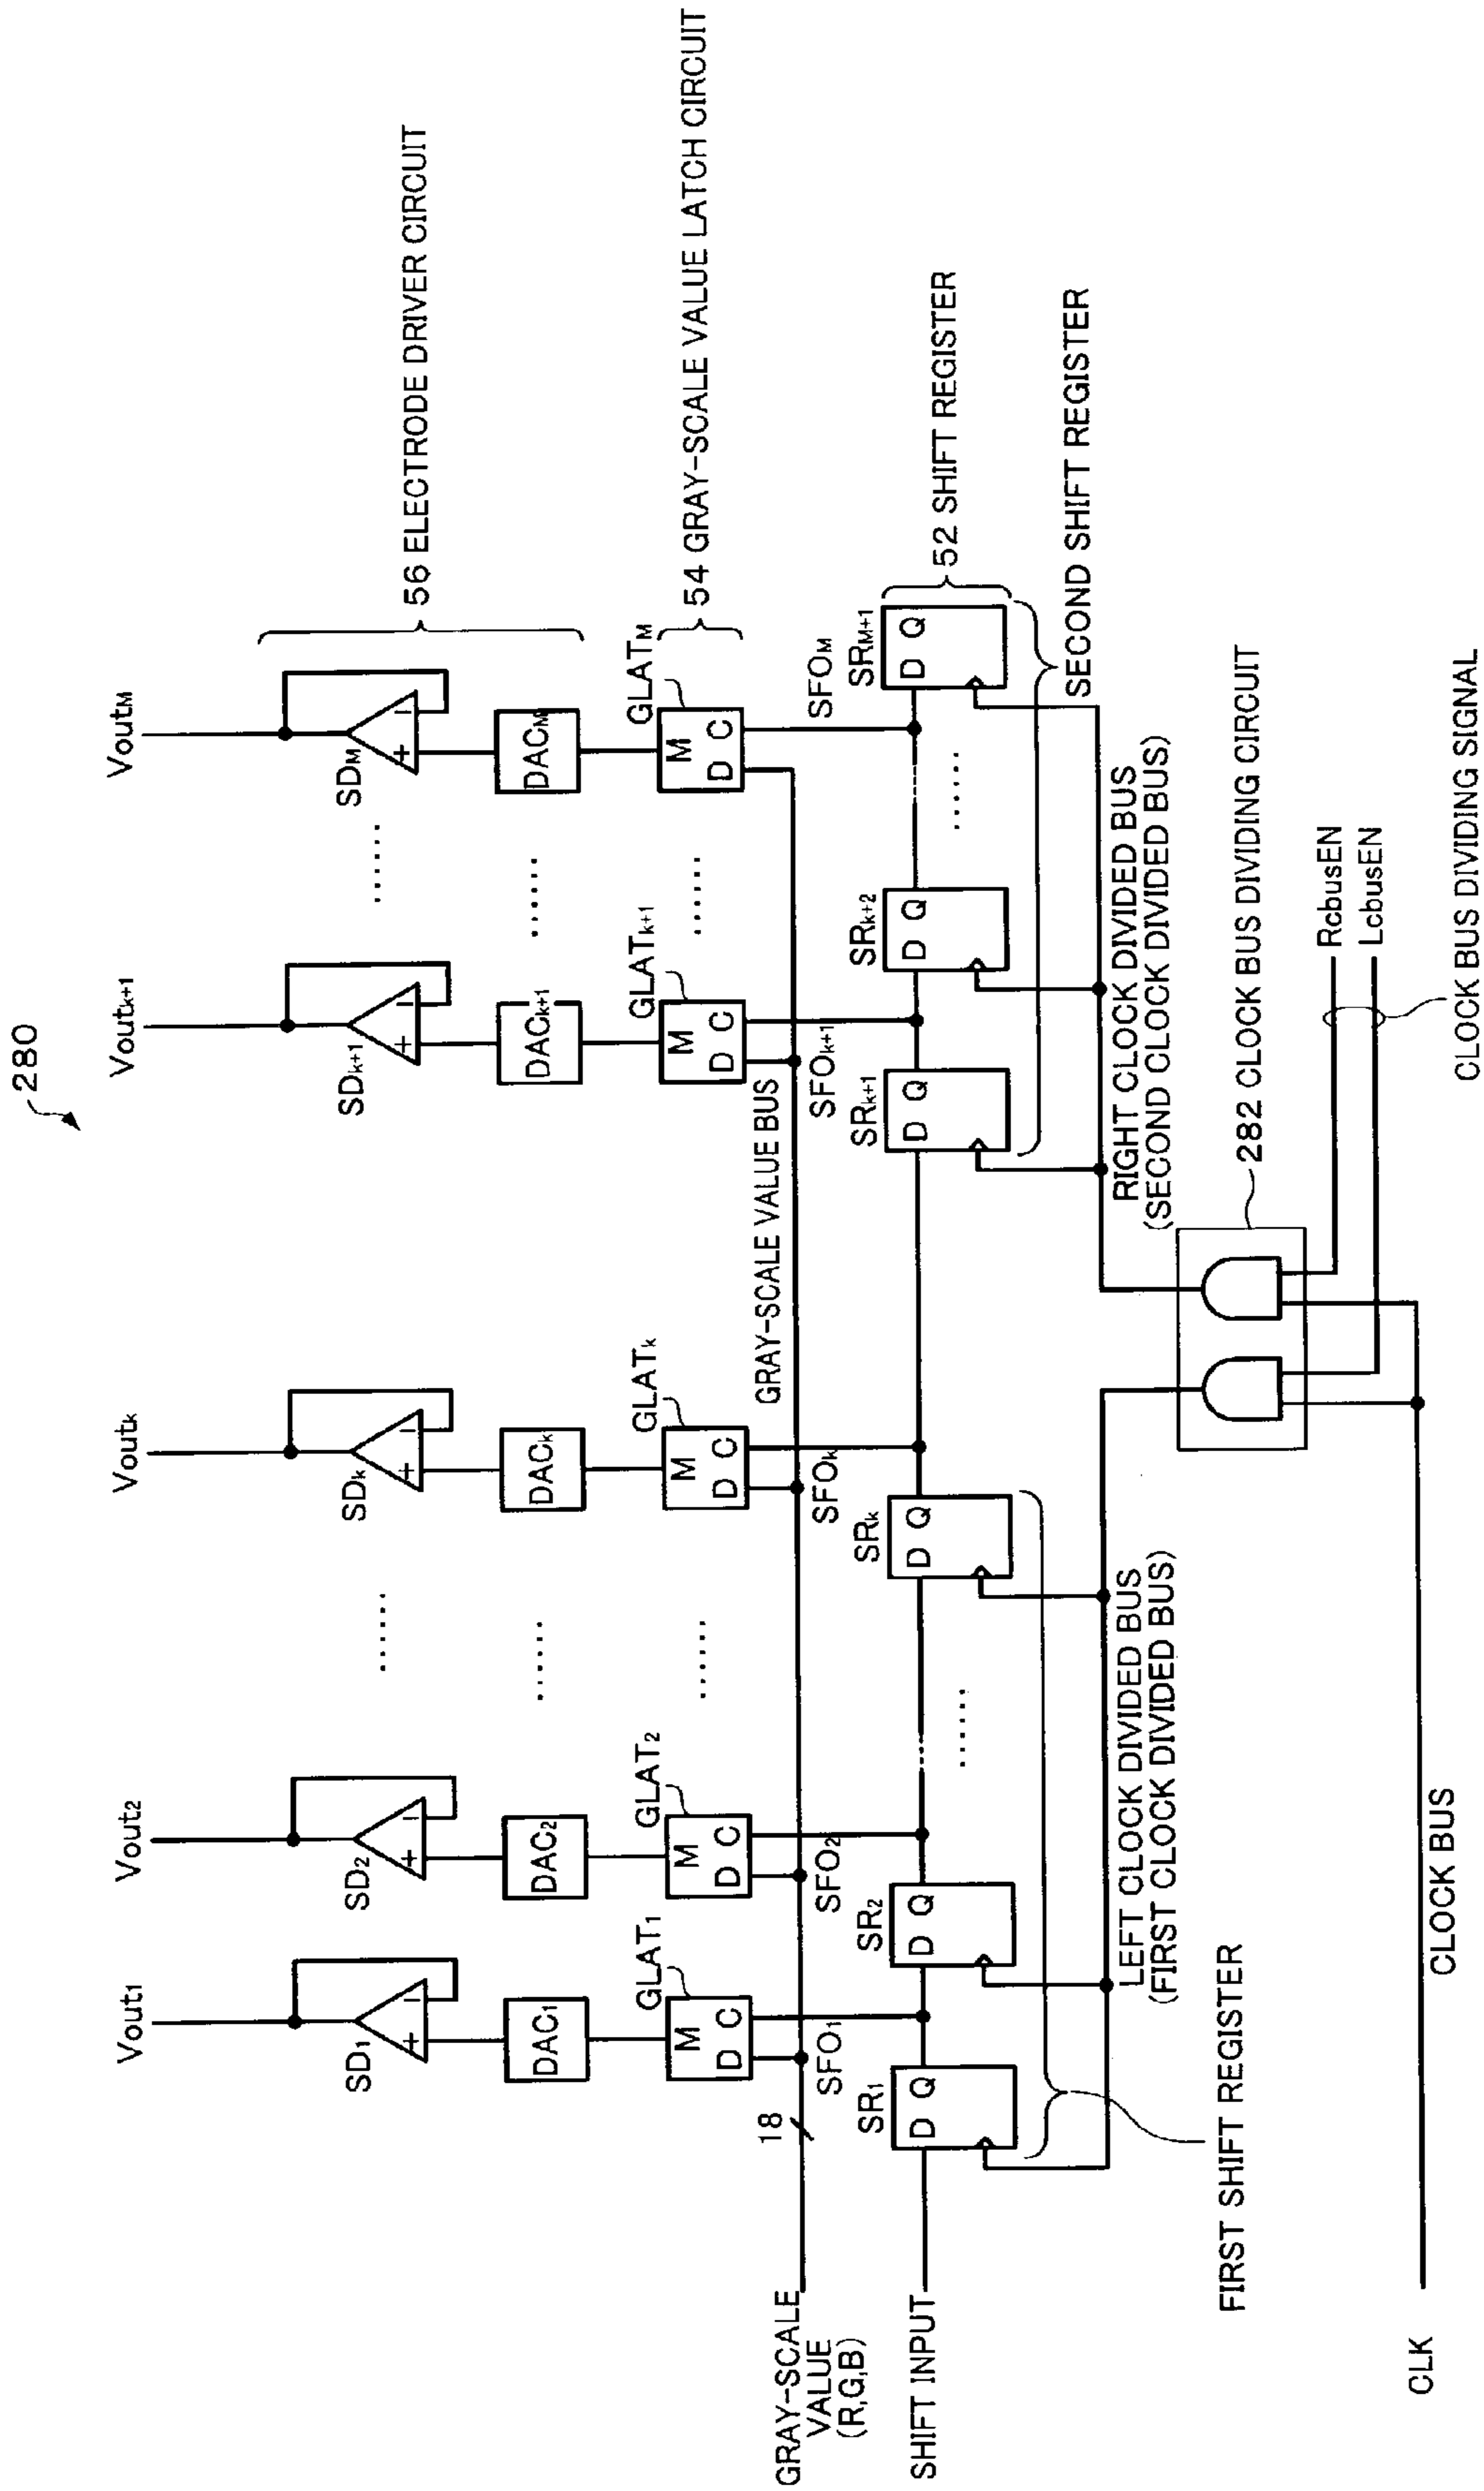 280
Vout1
Vout2
Voutk
Voutk+1
VoutM
SD1
SD2
SDk
SDk+1
SDM
......
......
56 ELECTRODE DRIVER CIRCUIT
+ −
+ −
+ −
+ −
+ −
DAC1
DAC2
DACk
DACk+1
DACM
......
......
GLAT1
GLAT2
GLATk
GLATk+1
GLATM
54 GRAY-SCALE VALUE LATCH CIRCUIT
M
D C
M
D C
M
D C
M
D C
M
D C
......
......
GRAY-SCALE
VALUE
(R,G,B)
18
GRAY-SCALE VALUE BUS
SFO1
SFO2
SFOk
SFOk+1
SFOM
SR1
SR2
SRk
SRk+1
SRk+2
SRM+1
52 SHIFT REGISTER
SHIFT INPUT
D Q
D Q
D Q
D Q
D Q
D Q
......
......
FIRST SHIFT REGISTER
SECOND SHIFT REGISTER
LEFT CLOCK DIVIDED BUS
(FIRST CLOCK DIVIDED BUS)
RIGHT CLOCK DIVIDED BUS
(SECOND CLOCK DIVIDED BUS)
282 CLOCK BUS DIVIDING CIRCUIT
RcbusEN
LcbusEN
CLK
CLOCK BUS
CLOCK BUS DIVIDING SIGNAL